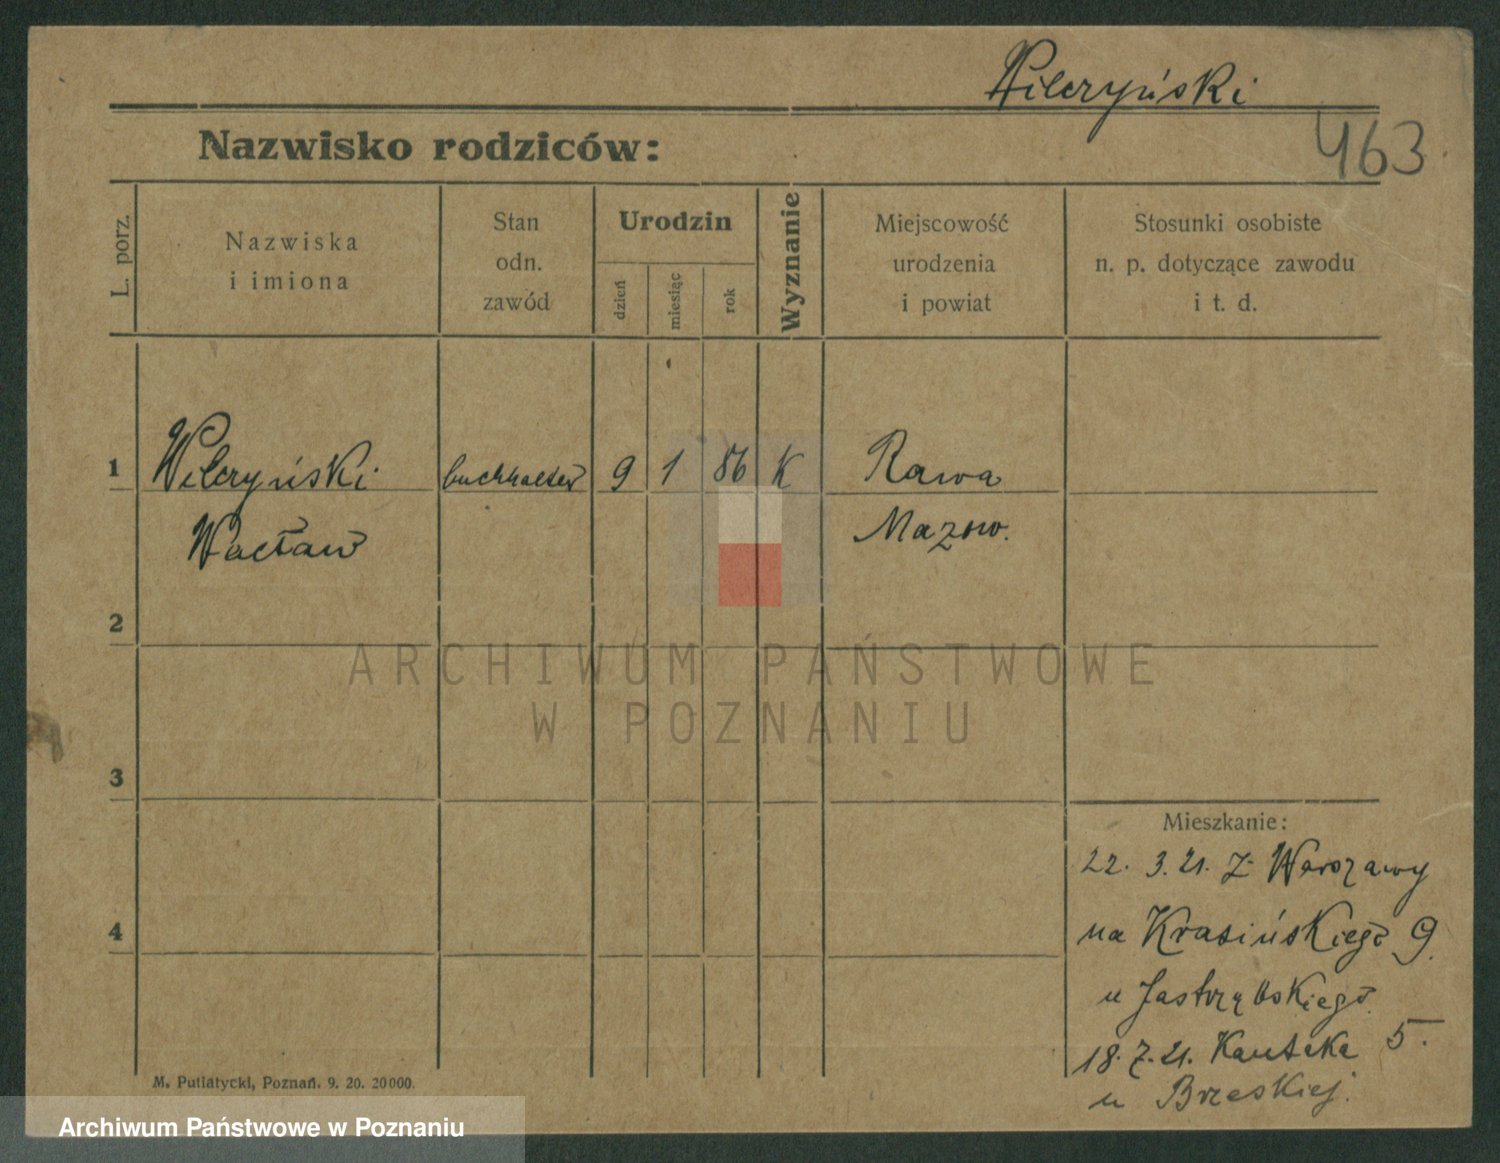 Wilczyński
Nazwisko rodziców:
463
L. porz.
Nazwiska
i imiona
Stan
odn.
zawód
Urodzin
dzień
miesiąc
rok
Wyznanie
Miejscowość
urodzenia
i powiat
Stosunki osobiste
n. p. dotyczące zawodu
i t. d.
1 Wilczyński buchhalter 9 1 86 K Rawa
Wacław Mazow.
2
ARCHIWUM PAŃSTWOWE
W POZNANIU
3
Mieszkanie:
22. 3. 21. z Warszawy
4 na Krasińskiego 9.
u Jastrzębskiego.
18. 7. 21. Kantaka 5.
u Brzeskiej.
M. Putiatycki, Poznań. 9. 20. 20000.
Archiwum Państwowe w Poznaniu